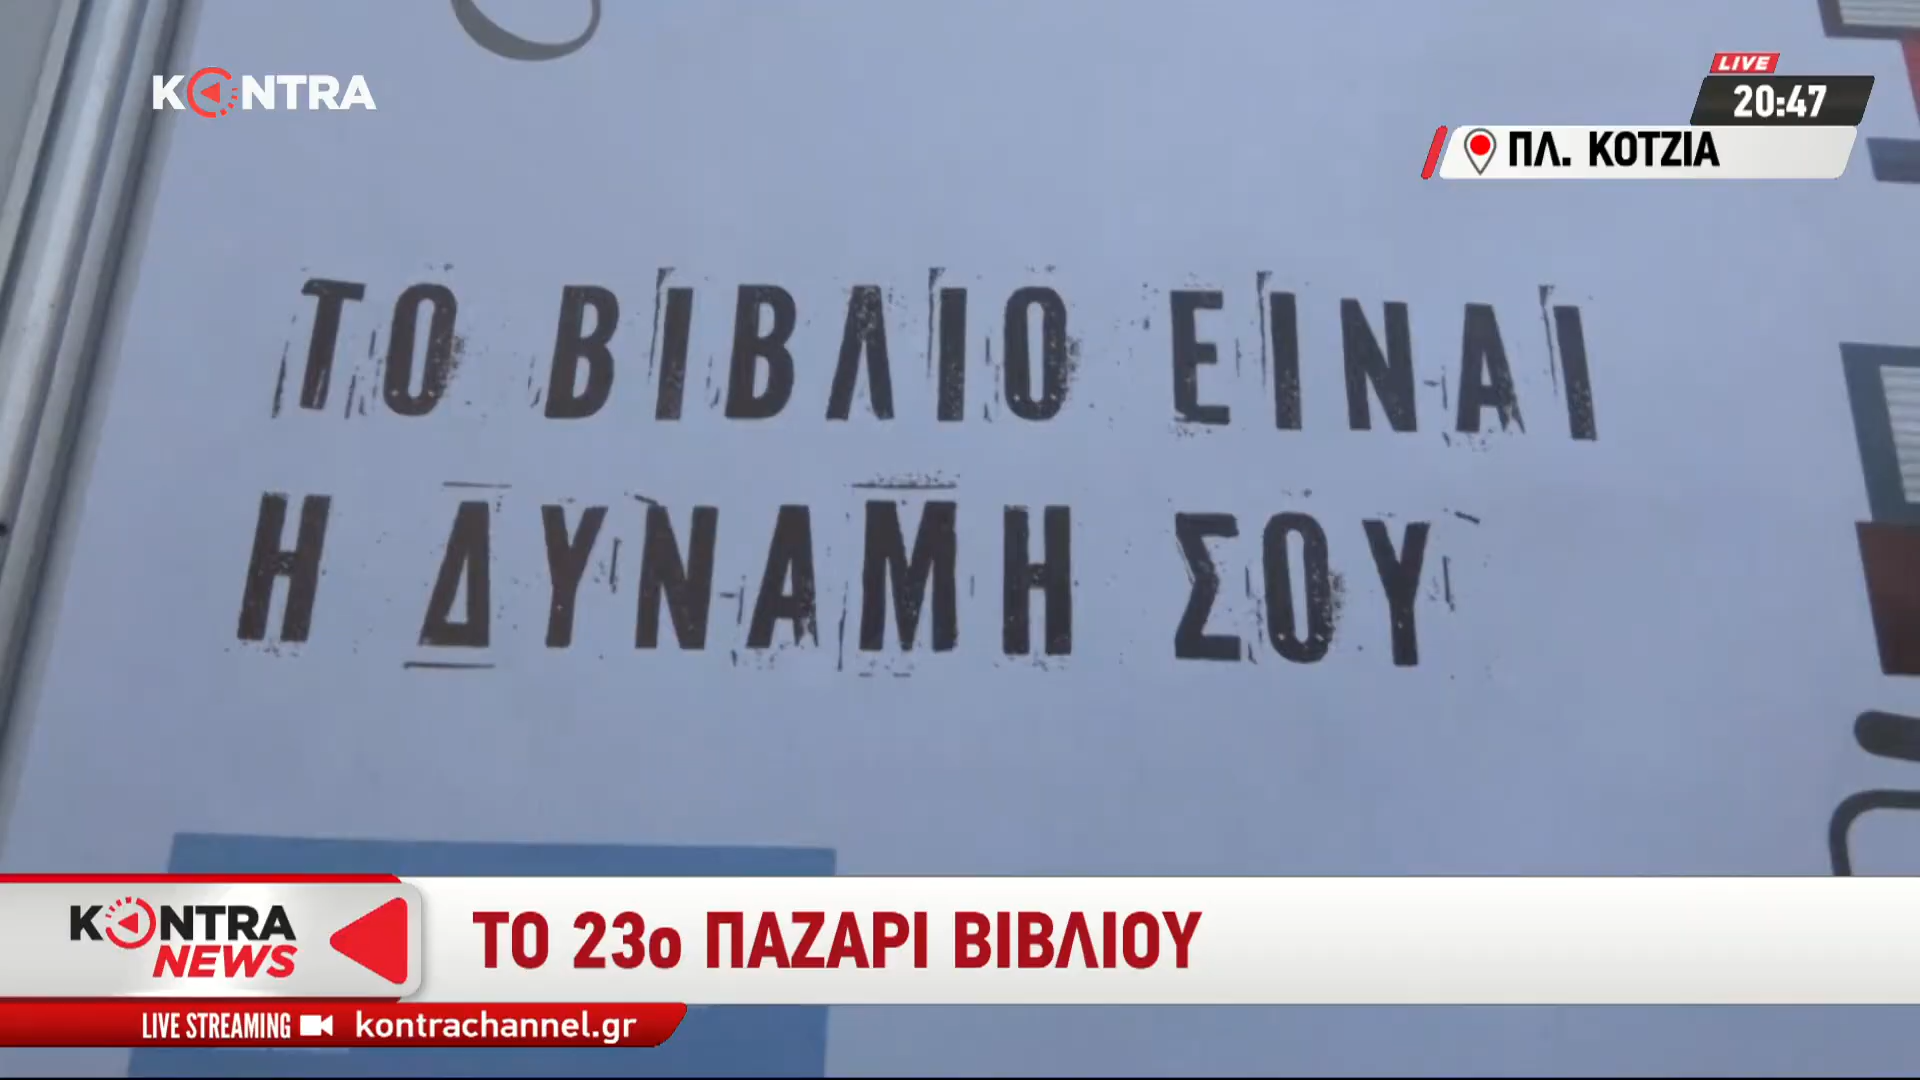 KONTRA
LIVE
20:47
ΠΛ. ΚΟΤΖΙΑ
ΤΟ ΒΙΒΛΙΟ ΕΙΝΑΙ
Η ΔΥΝΑΜΗ ΣΟΥ
KONTRA
NEWS
ΤΟ 23ο ΠΑΖΑΡΙ ΒΙΒΛΙΟΥ
LIVE STREAMING kontrachannel.gr